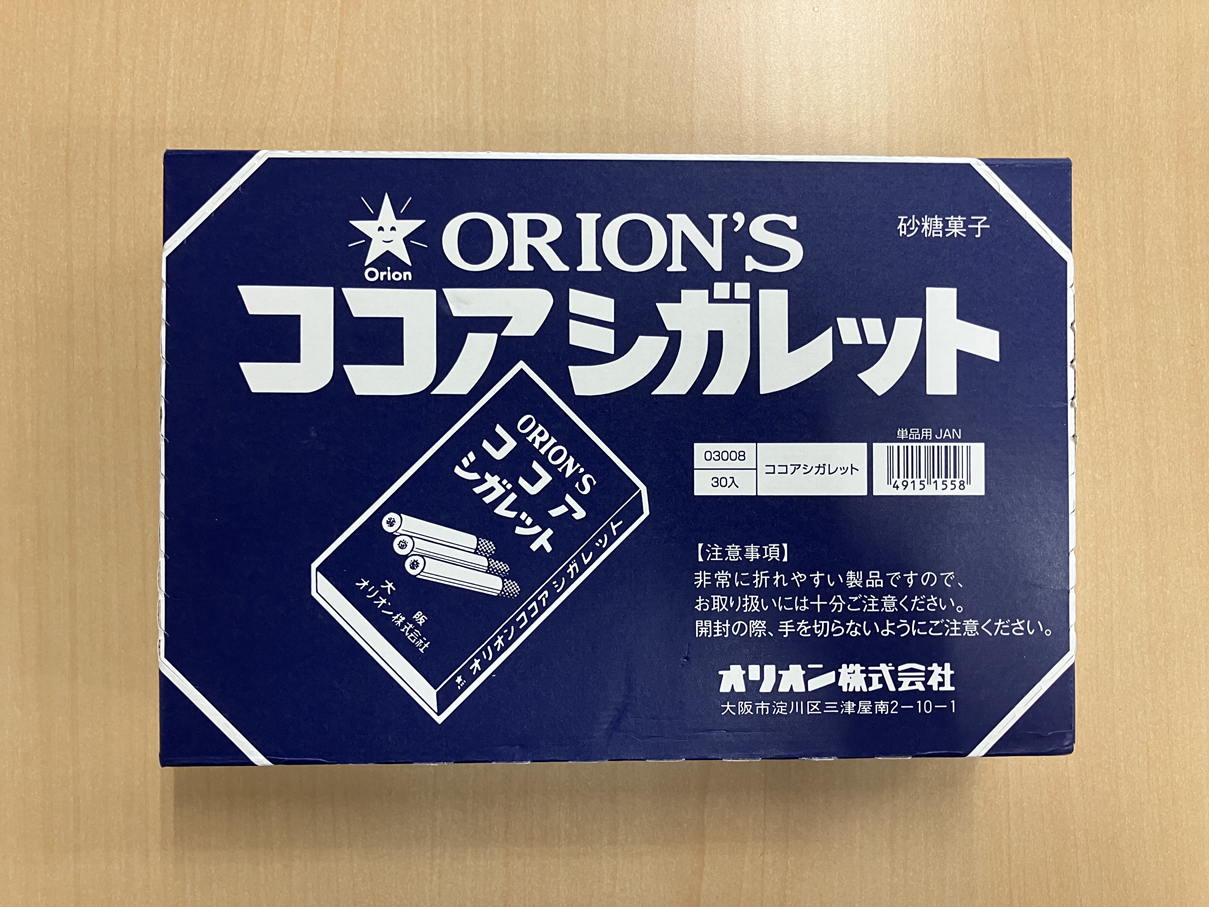 Orion
ORION'S
砂糖菓子
ココアシガレット
ORION'S
ココア
シガレット
大阪
オリオン株式会社
オリオンココアシガレット
単品用 JAN
03008
30入
ココアシガレット
4915 1558
【注意事項】
非常に折れやすい製品ですので、
お取り扱いには十分ご注意ください。
開封の際、手を切らないようにご注意ください。
オリオン株式会社
大阪市淀川区三津屋南2−10−1